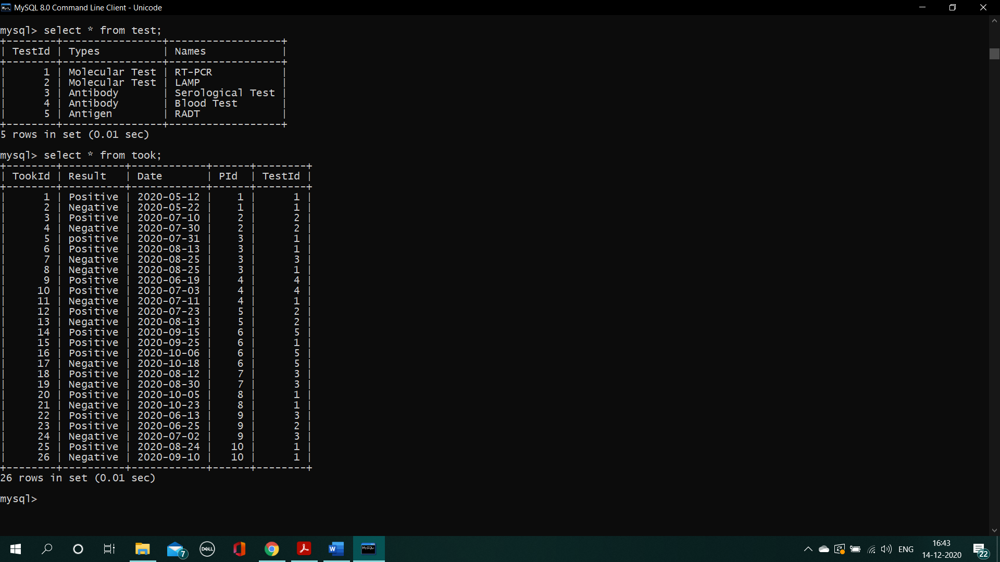 MySQL 8.0 Command Line Client - Unicode
mysql> select * from test;
+--------+----------------+------------------+
| TestId | Types          | Names            |
+--------+----------------+------------------+
|      1 | Molecular Test | RT-PCR           |
|      2 | Molecular Test | LAMP             |
|      3 | Antibody       | Serological Test |
|      4 | Antibody       | Blood Test       |
|      5 | Antigen        | RADT             |
+--------+----------------+------------------+
5 rows in set (0.01 sec)
mysql> select * from took;
+--------+----------+------------+------+--------+
| TookId | Result   | Date       | PId  | TestId |
+--------+----------+------------+------+--------+
|      1 | Positive | 2020-05-12 |    1 |      1 |
|      2 | Negative | 2020-05-22 |    1 |      1 |
|      3 | Positive | 2020-07-10 |    2 |      2 |
|      4 | Negative | 2020-07-30 |    2 |      2 |
|      5 | positive | 2020-07-31 |    3 |      1 |
|      6 | Positive | 2020-08-13 |    3 |      1 |
|      7 | Negative | 2020-08-25 |    3 |      3 |
|      8 | Negative | 2020-08-25 |    3 |      1 |
|      9 | Positive | 2020-06-19 |    4 |      4 |
|     10 | Positive | 2020-07-03 |    4 |      4 |
|     11 | Negative | 2020-07-11 |    4 |      1 |
|     12 | Positive | 2020-07-23 |    5 |      2 |
|     13 | Negative | 2020-08-13 |    5 |      2 |
|     14 | Positive | 2020-09-15 |    6 |      5 |
|     15 | Positive | 2020-09-25 |    6 |      1 |
|     16 | Positive | 2020-10-06 |    6 |      5 |
|     17 | Negative | 2020-10-18 |    6 |      5 |
|     18 | Positive | 2020-08-12 |    7 |      3 |
|     19 | Negative | 2020-08-30 |    7 |      3 |
|     20 | Positive | 2020-10-05 |    8 |      1 |
|     21 | Negative | 2020-10-23 |    8 |      1 |
|     22 | Positive | 2020-06-13 |    9 |      3 |
|     23 | Positive | 2020-06-25 |    9 |      2 |
|     24 | Negative | 2020-07-02 |    9 |      3 |
|     25 | Positive | 2020-08-24 |   10 |      1 |
|     26 | Negative | 2020-09-10 |   10 |      1 |
+--------+----------+------------+------+--------+
26 rows in set (0.01 sec)
mysql>
7
DELL
W
MySQL
ENG
16:43
14-12-2020
22